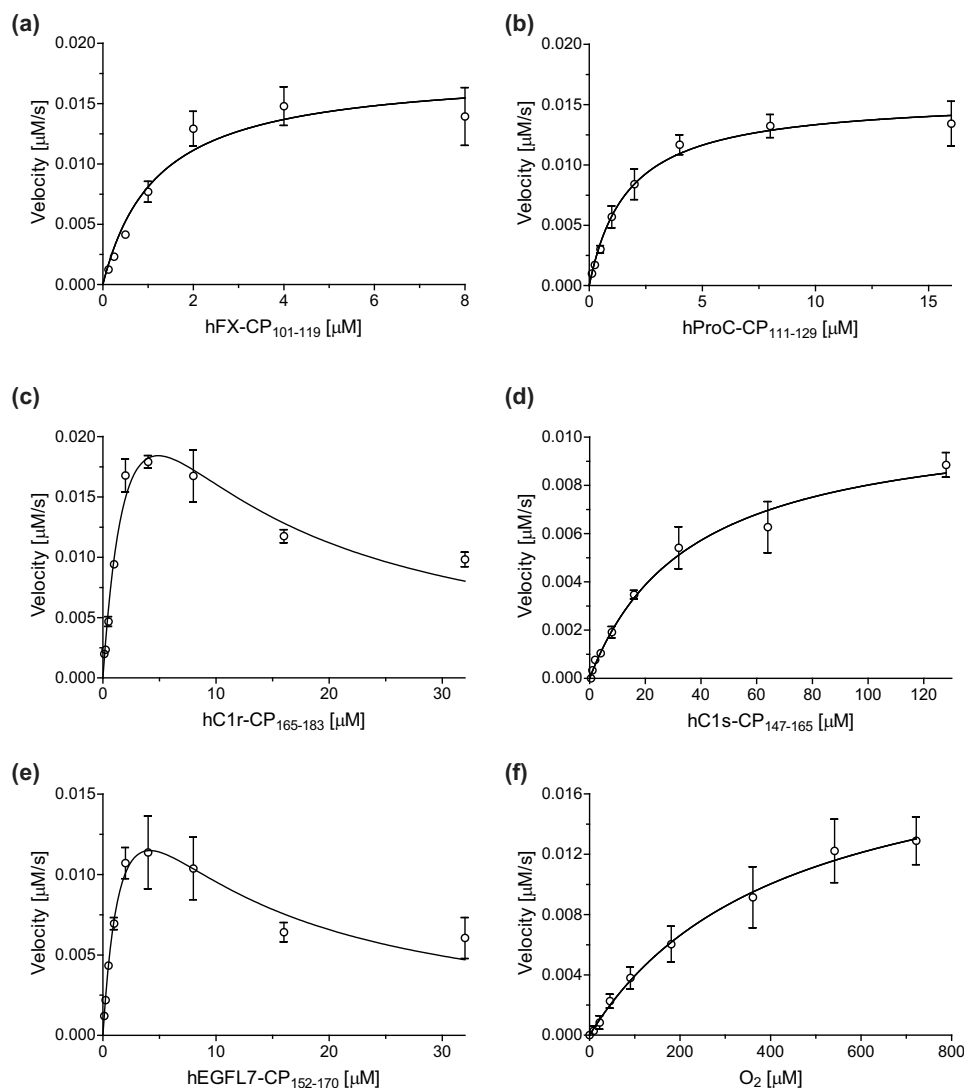 (a)
0.020
0.015
0.010
0.005
0.000
Velocity [μM/s]
0 2 4 6 8
hFX-CP101-119 [μM]
(b)
0.020
0.015
0.010
0.005
0.000
Velocity [μM/s]
0 5 10 15
hProC-CP111-129 [μM]
(c)
0.020
0.015
0.010
0.005
0.000
Velocity [μM/s]
0 10 20 30
hC1r-CP165-183 [μM]
(d)
0.010
0.008
0.006
0.004
0.002
0.000
Velocity [μM/s]
0 20 40 60 80 100 120
hC1s-CP147-165 [μM]
(e)
0.015
0.010
0.005
0.000
Velocity [μM/s]
0 10 20 30
hEGFL7-CP152-170 [μM]
(f)
0.016
0.012
0.008
0.004
0.000
Velocity [μM/s]
0 200 400 600 800
O2 [μM]